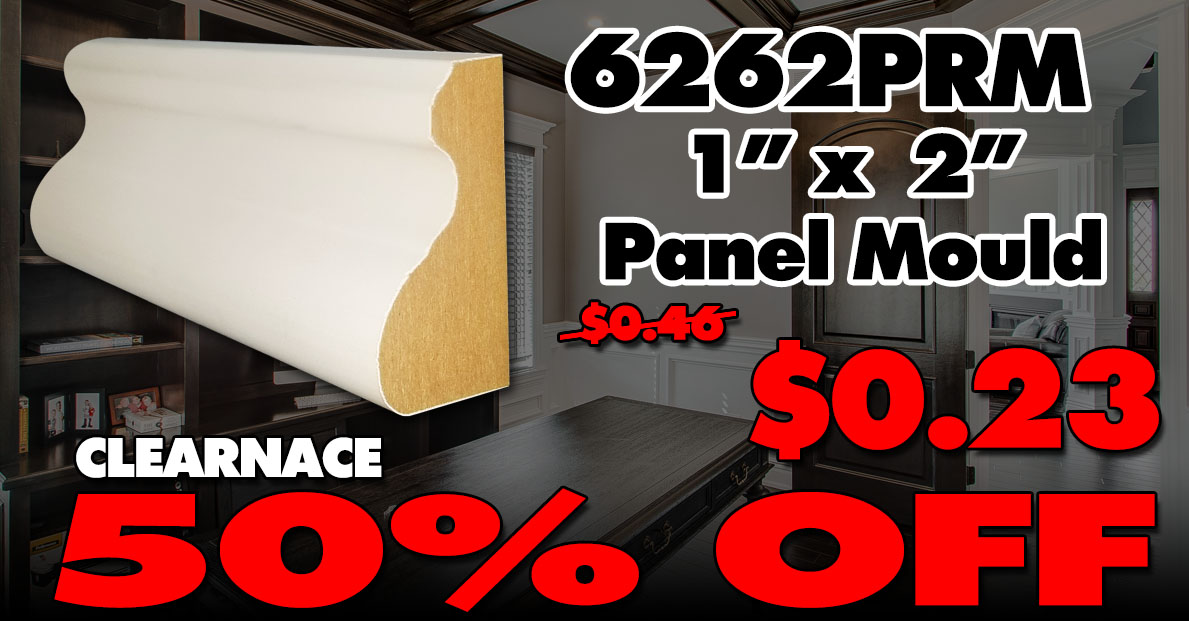 6262PRM
1” x 2”
Panel Mould
$0.46
$0.23
CLEARNACE
50% OFF